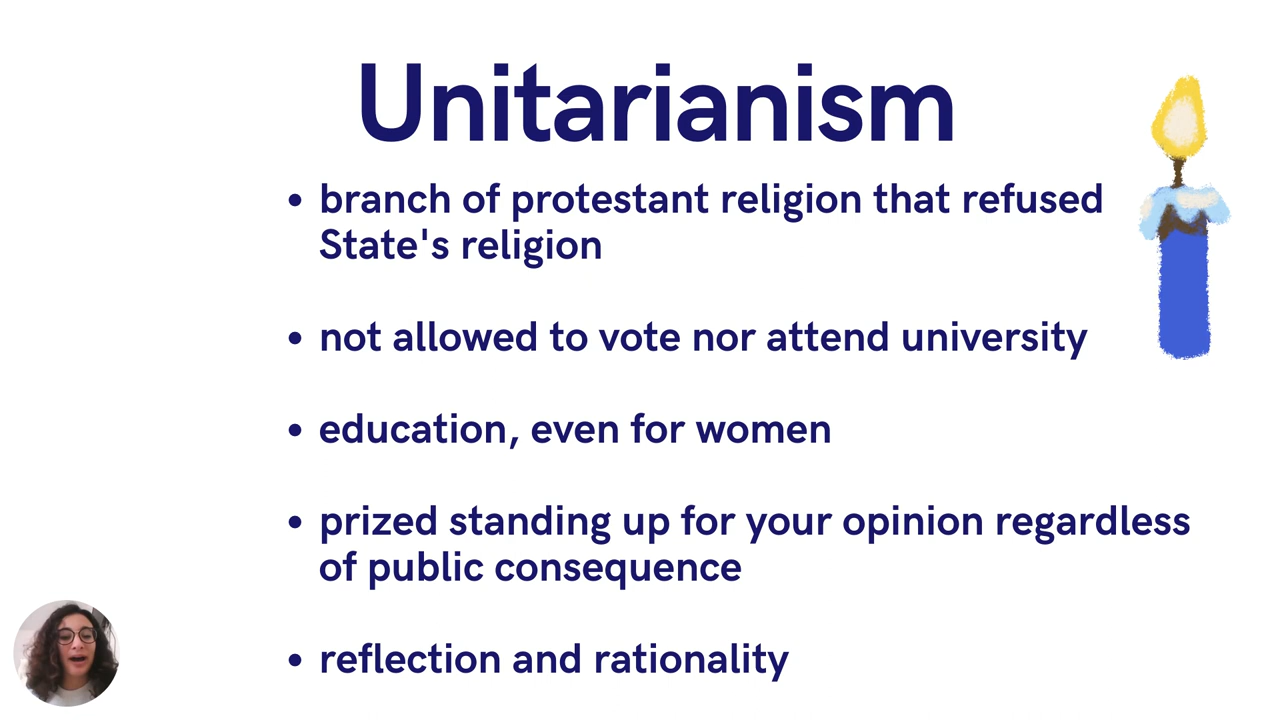 Unitarianism
• branch of protestant religion that refused
State's religion
• not allowed to vote nor attend university
• education, even for women
• prized standing up for your opinion regardless
of public consequence
• reflection and rationality